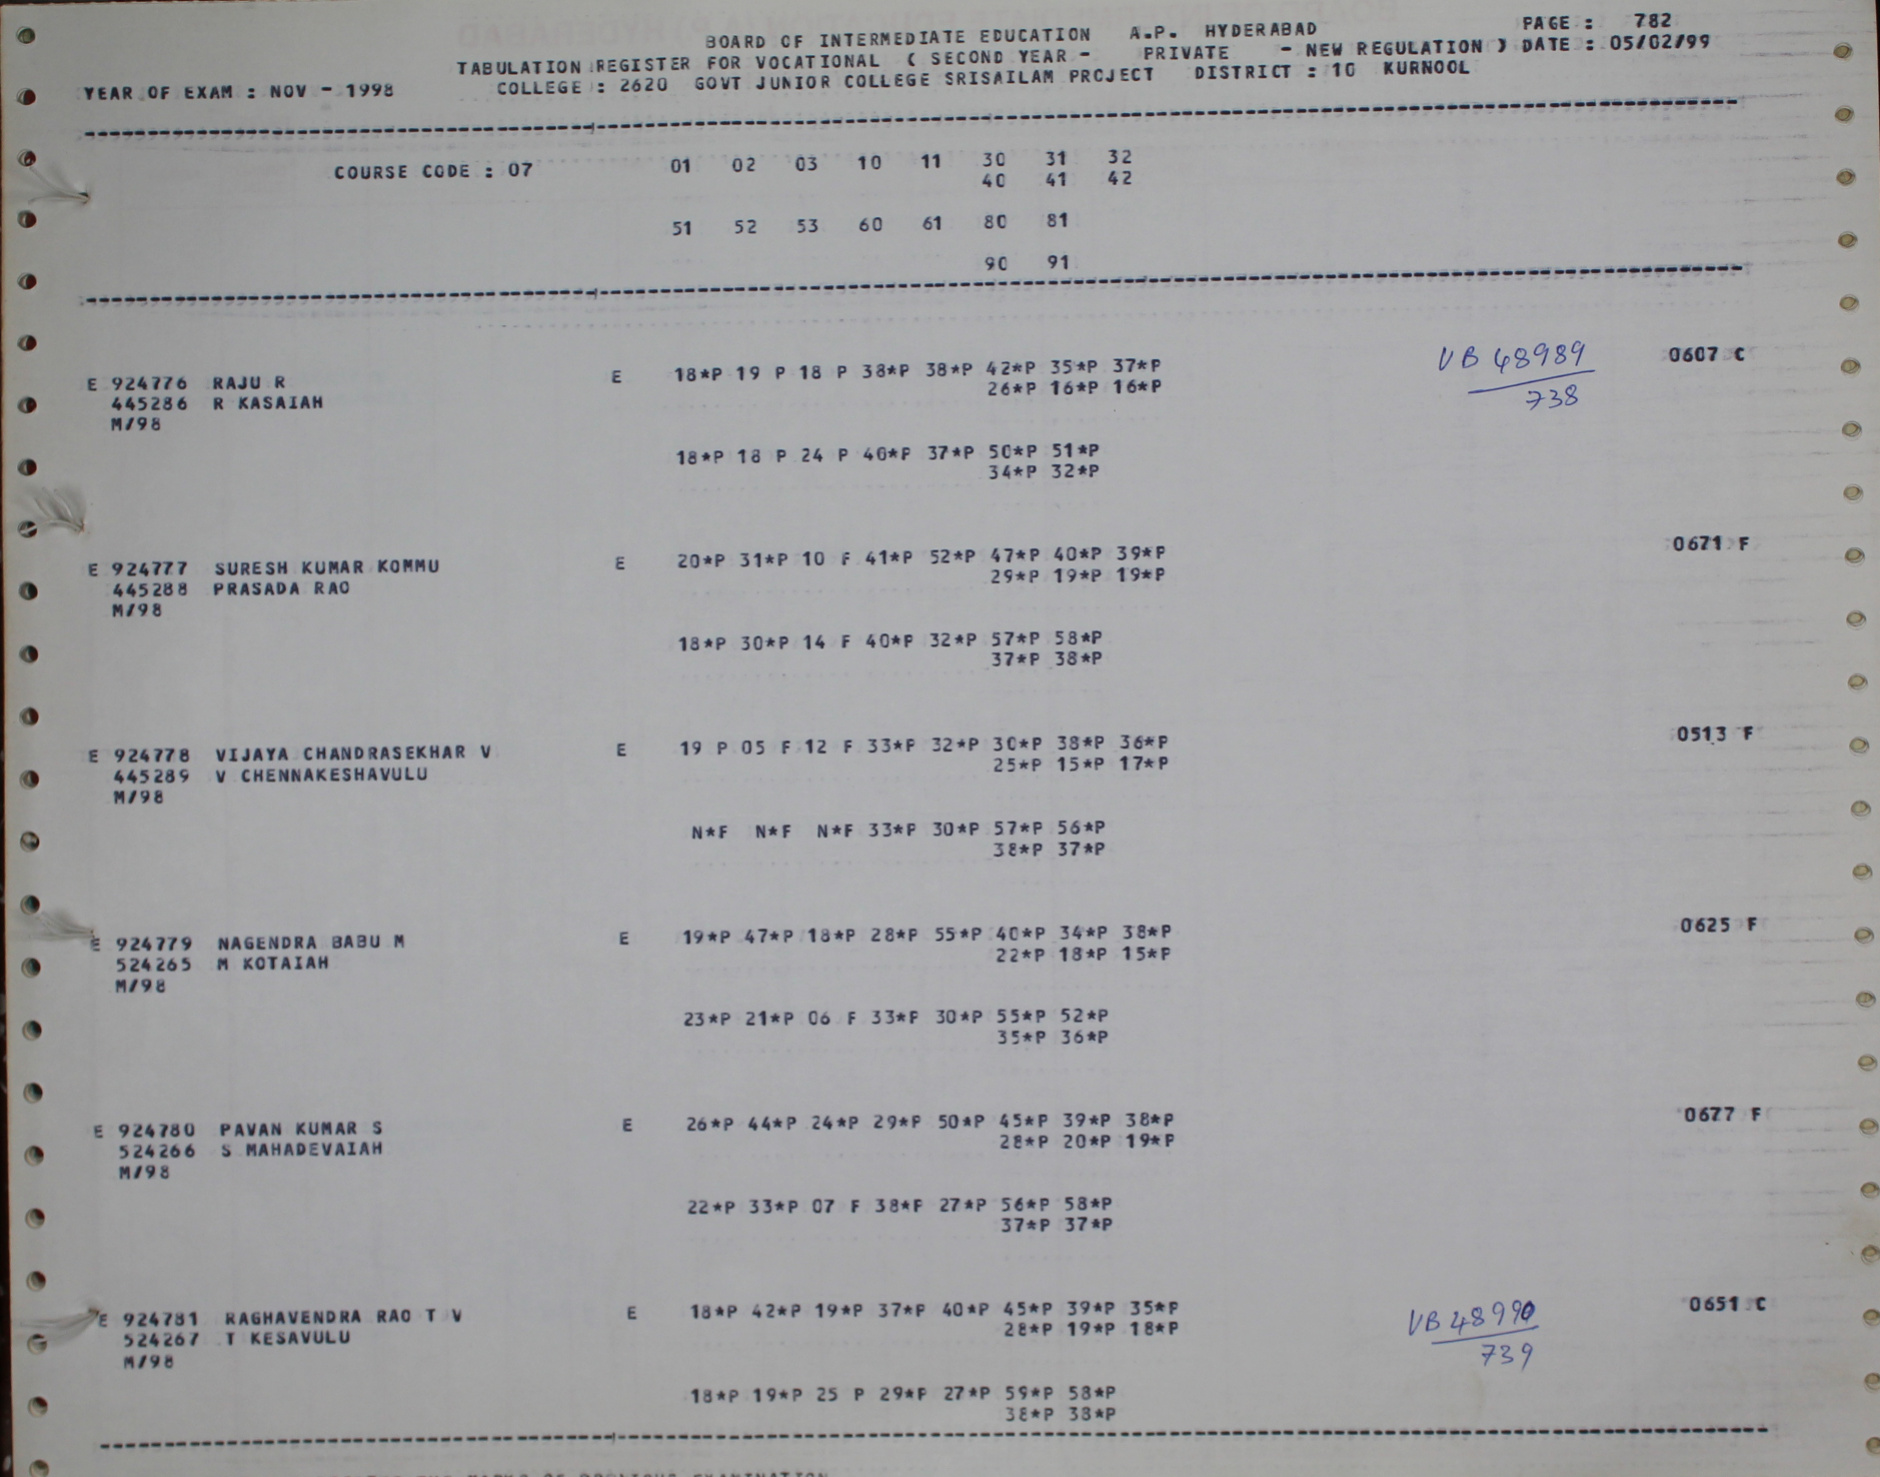 BOARD OF INTERMEDIATE EDUCATION A.P. HYDERABAD PAGE : 782
TABULATION REGISTER FOR VOCATIONAL ( SECOND YEAR - PRIVATE - NEW REGULATION ) DATE : 05/02/99
YEAR OF EXAM : NOV - 1998 COLLEGE : 2620 GOVT JUNIOR COLLEGE SRISAILAM PROJECT DISTRICT : 10 KURNOOL
COURSE CODE : 07 01 02 03 10 11 30 31 32
40 41 42
51 52 53 60 61 80 81
90 91
E 924776 RAJU R E 18*P 19 P 18 P 38*P 38*P 42*P 35*P 37*P VB 48989 0607 C
445286 R KASAIAH 26*P 16*P 16*P 738
M/98
18*P 18 P 24 P 40*P 37*P 50*P 51*P
34*P 32*P
E 924777 SURESH KUMAR KOMMU E 20*P 31*P 10 F 41*P 52*P 47*P 40*P 39*P 0671 F
445288 PRASADA RAO 29*P 19*P 19*P
M/98
18*P 30*P 14 F 40*P 32*P 57*P 58*P
37*P 38*P
E 924778 VIJAYA CHANDRASEKHAR V E 19 P 05 F 12 F 33*P 32*P 30*P 38*P 36*P 0513 F
445289 V CHENNAKESHAVULU 25*P 15*P 17*P
M/98
N*F N*F N*F 33*P 30*P 57*P 56*P
38*P 37*P
E 924779 NAGENDRA BABU M E 19*P 47*P 18*P 28*P 55*P 40*P 34*P 38*P 0625 F
524265 M KOTAIAH 22*P 18*P 15*P
M/98
23*P 21*P 06 F 33*P 30*P 55*P 52*P
35*P 36*P
E 924780 PAVAN KUMAR S E 26*P 44*P 24*P 29*P 50*P 45*P 39*P 38*P 0677 F
524266 S MAHADEVAIAH 28*P 20*P 19*P
M/98
22*P 33*P 07 F 38*P 27*P 56*P 58*P
37*P 37*P
E 924781 RAGHAVENDRA RAO T V E 18*P 42*P 19*P 37*P 40*P 45*P 39*P 35*P VB 48990 0651 C
524267 T KESAVULU 28*P 19*P 18*P 739
M/98
18*P 19*P 25 P 29*P 27*P 59*P 58*P
38*P 38*P